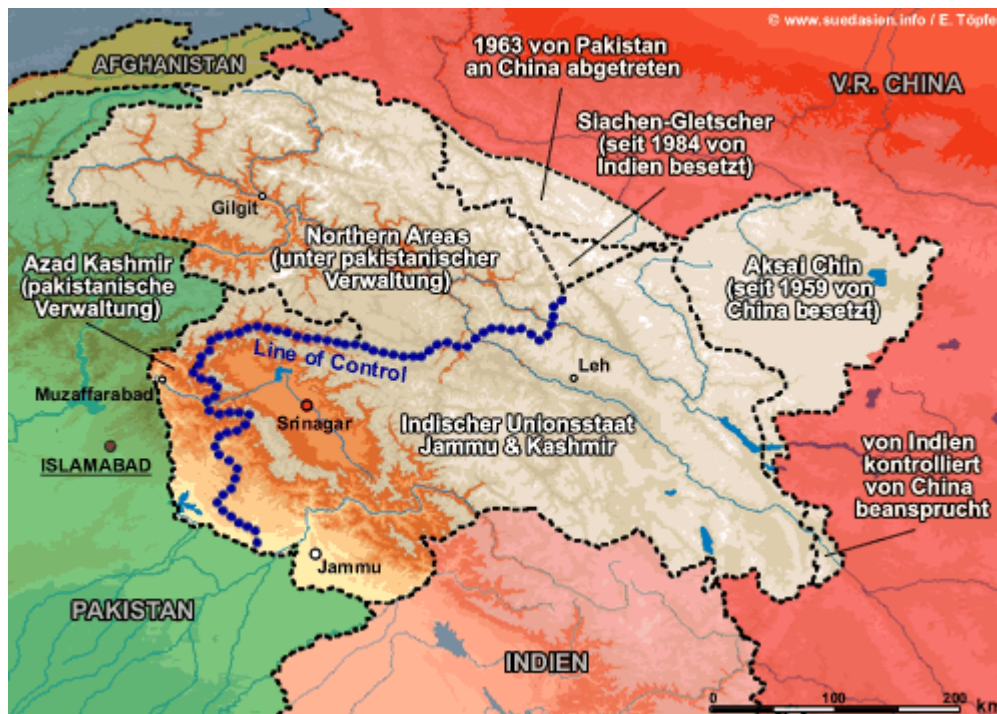 © www.suedasien.info / E. Töpfer
1963 von Pakistan
an China abgetreten
AFGHANISTAN
V.R. CHINA
Siachen-Gletscher
(seit 1984 von
Indien besetzt)
Gilgit
Northern Areas
(unter pakistanischer
Verwaltung)
Azad Kashmir
(pakistanische
Verwaltung)
Aksai Chin
(seit 1959 von
China besetzt)
Line of Control
Leh
Muzaffarabad
Srinagar
Indischer Unionsstaat
Jammu & Kashmir
ISLAMABAD
von Indien
kontrolliert
von China
beansprucht
Jammu
PAKISTAN
INDIEN
0 100 200
km